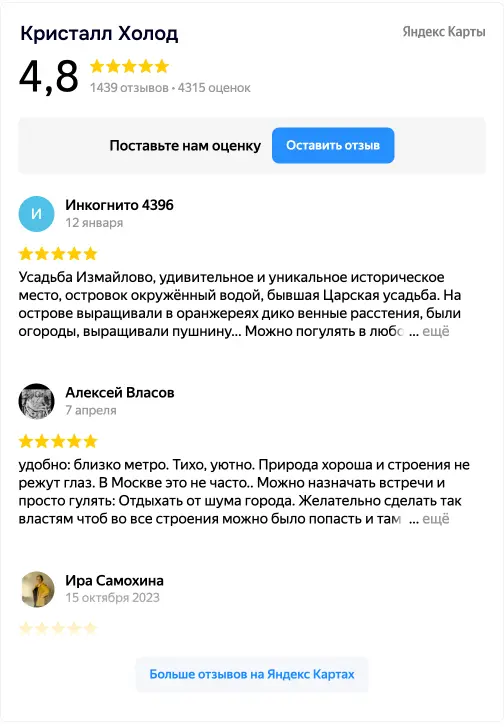 Кристалл Холод
Яндекс Карты
4,8
1439 отзывов • 4315 оценок
Поставьте нам оценку
Оставить отзыв
И
Инкогнито 4396
12 января
Усадьба Измайлово, удивительное и уникальное историческое
место, островок окружённый водой, бывшая Царская усадьба. На
острове выращивали в оранжереях дико венные расстения, были
огороды, выращивали пушнину... Можно погулять в любо ... ещё
Алексей Власов
7 апреля
удобно: близко метро. Тихо, уютно. Природа хороша и строения не
режут глаз. В Москве это не часто.. Можно назначать встречи и
просто гулять: Отдыхать от шума города. Желательно сделать так
властям чтоб во все строения можно было попасть и там ... ещё
Ира Самохина
15 октября 2023
Больше отзывов на Яндекс Картах